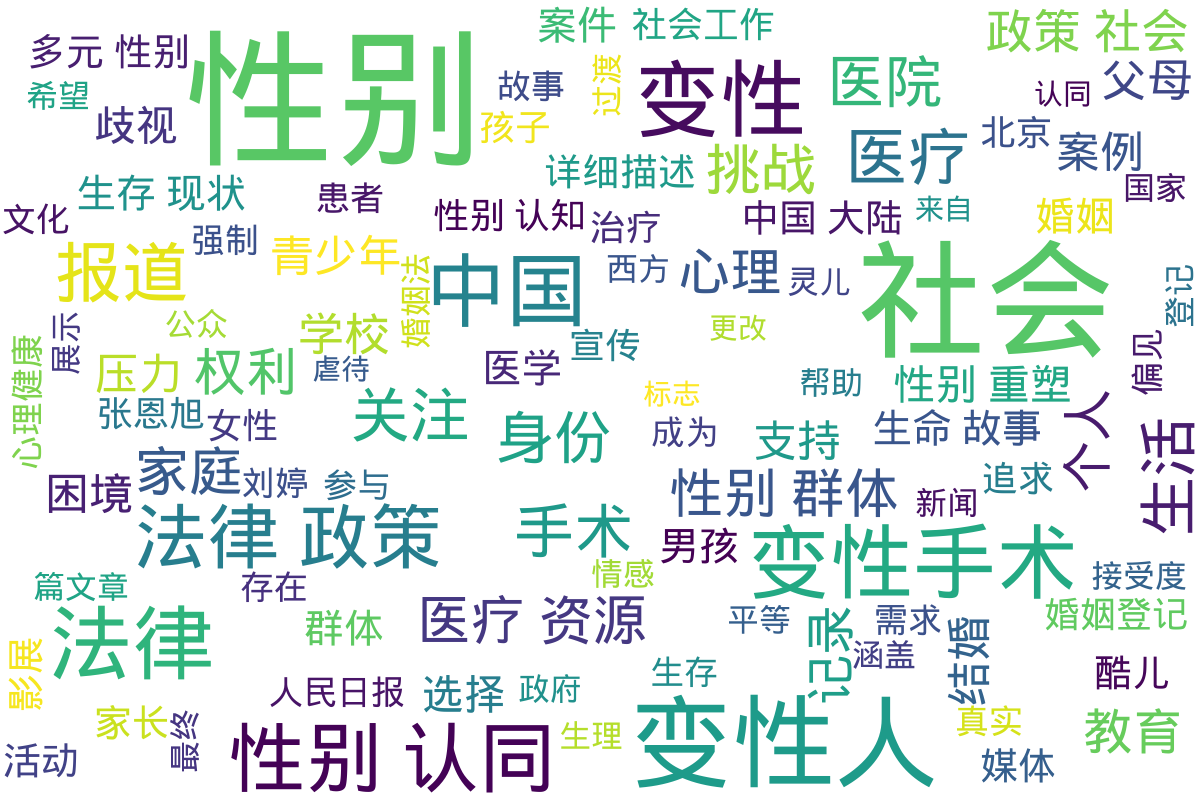 案件 社会工作 政策 社会
多元 性别 性别 变性 医院 父母
希望 故事 过渡 认同
歧视 孩子 医疗 北京 案例
生存 现状 患者 详细描述 挑战 国家
文化 强制 性别 认知 治疗 中国 大陆 来自 婚姻
报道 青少年 婚姻法 中国 西方 心理 灵儿 社会 登记
展示 公众 学校 更改 偏见
心理健康 压力 权利 虐待 医学 宣传 帮助 性别 重塑
张恩旭 女性 关注 身份 标志 成为 支持 生命 故事 个人 生活
困境 家庭 刘婷 参与 性别 群体 新闻 追求
法律 政策 手术 男孩 变性手术
篇文章 存在 情感 接受度
法律 群体 医疗 资源 平等 记录 需求 婚姻登记
影展 涵盖 结婚
人民日报 选择 政府 生存 酷儿
家长 最终 性别 认同 生理 变性人 真实 教育
活动 媒体